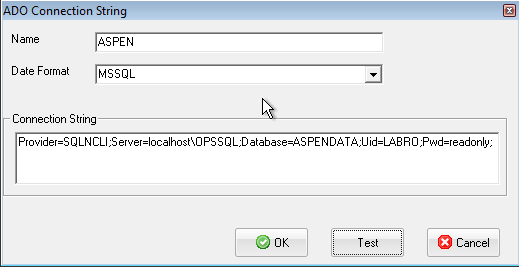 ADO Connection String
Name
ASPEN
Date Format
MSSQL
Connection String
Provider=SQLNCLI;Server=localhost\OPSSQL;Database=ASPENDATA;Uid=LABRO;Pwd=readonly;
OK
Test
Cancel